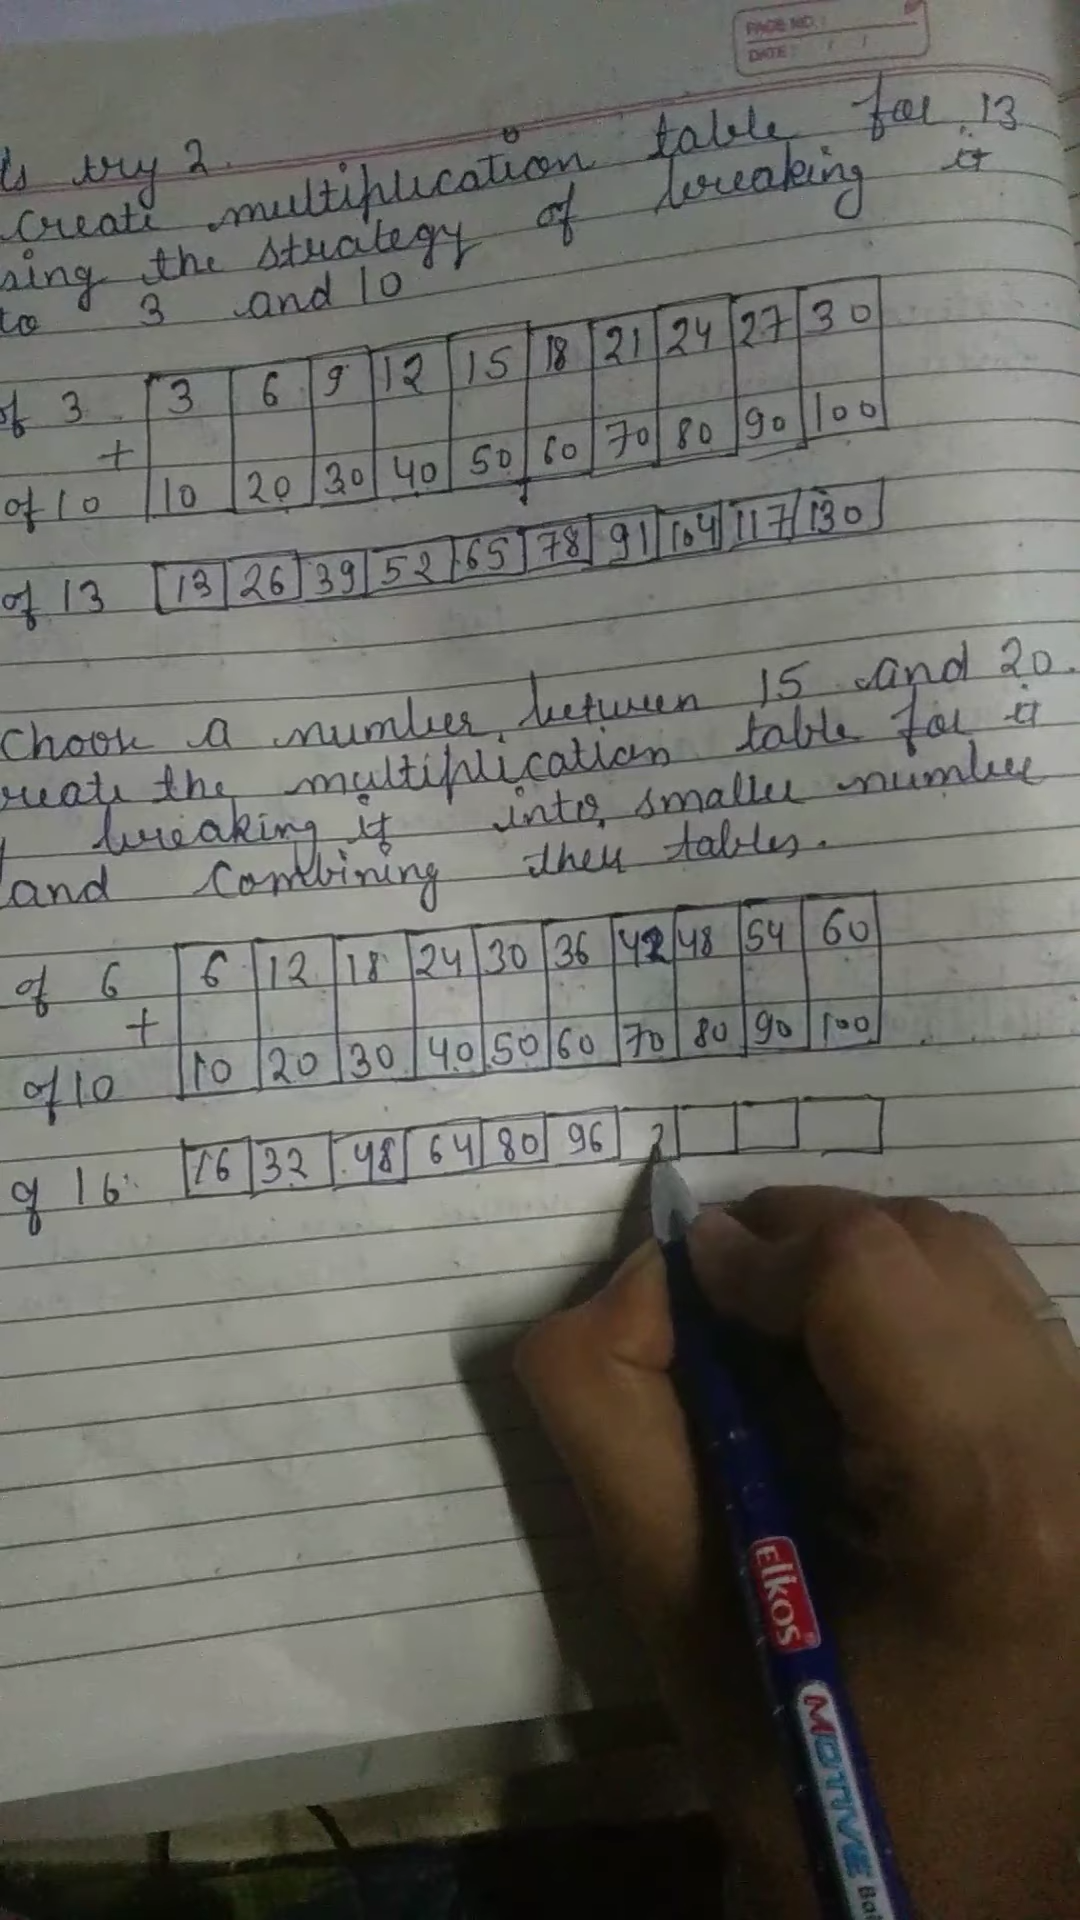 PAGE NO.:
DATE: / /
ts try 2.
Create multiplication table for 13
sing the strategy of breaking it
to 3 and 10
of 3 3 6 9 12 15 18 21 24 27 30
+
of 10 10 20 30 40 50 60 70 80 90 100
of 13 13 26 39 52 65 78 91 104 117 130
Choose a number between 15 and 20.
reate the multiplication table for it
breaking it into smaller number
and combining their tables.
of 6 6 12 18 24 30 36 42 48 54 60
+
of 10 10 20 30 40 50 60 70 80 90 100
of 16 16 32 48 64 80 96 2
Elkos
MOTIVE Bal